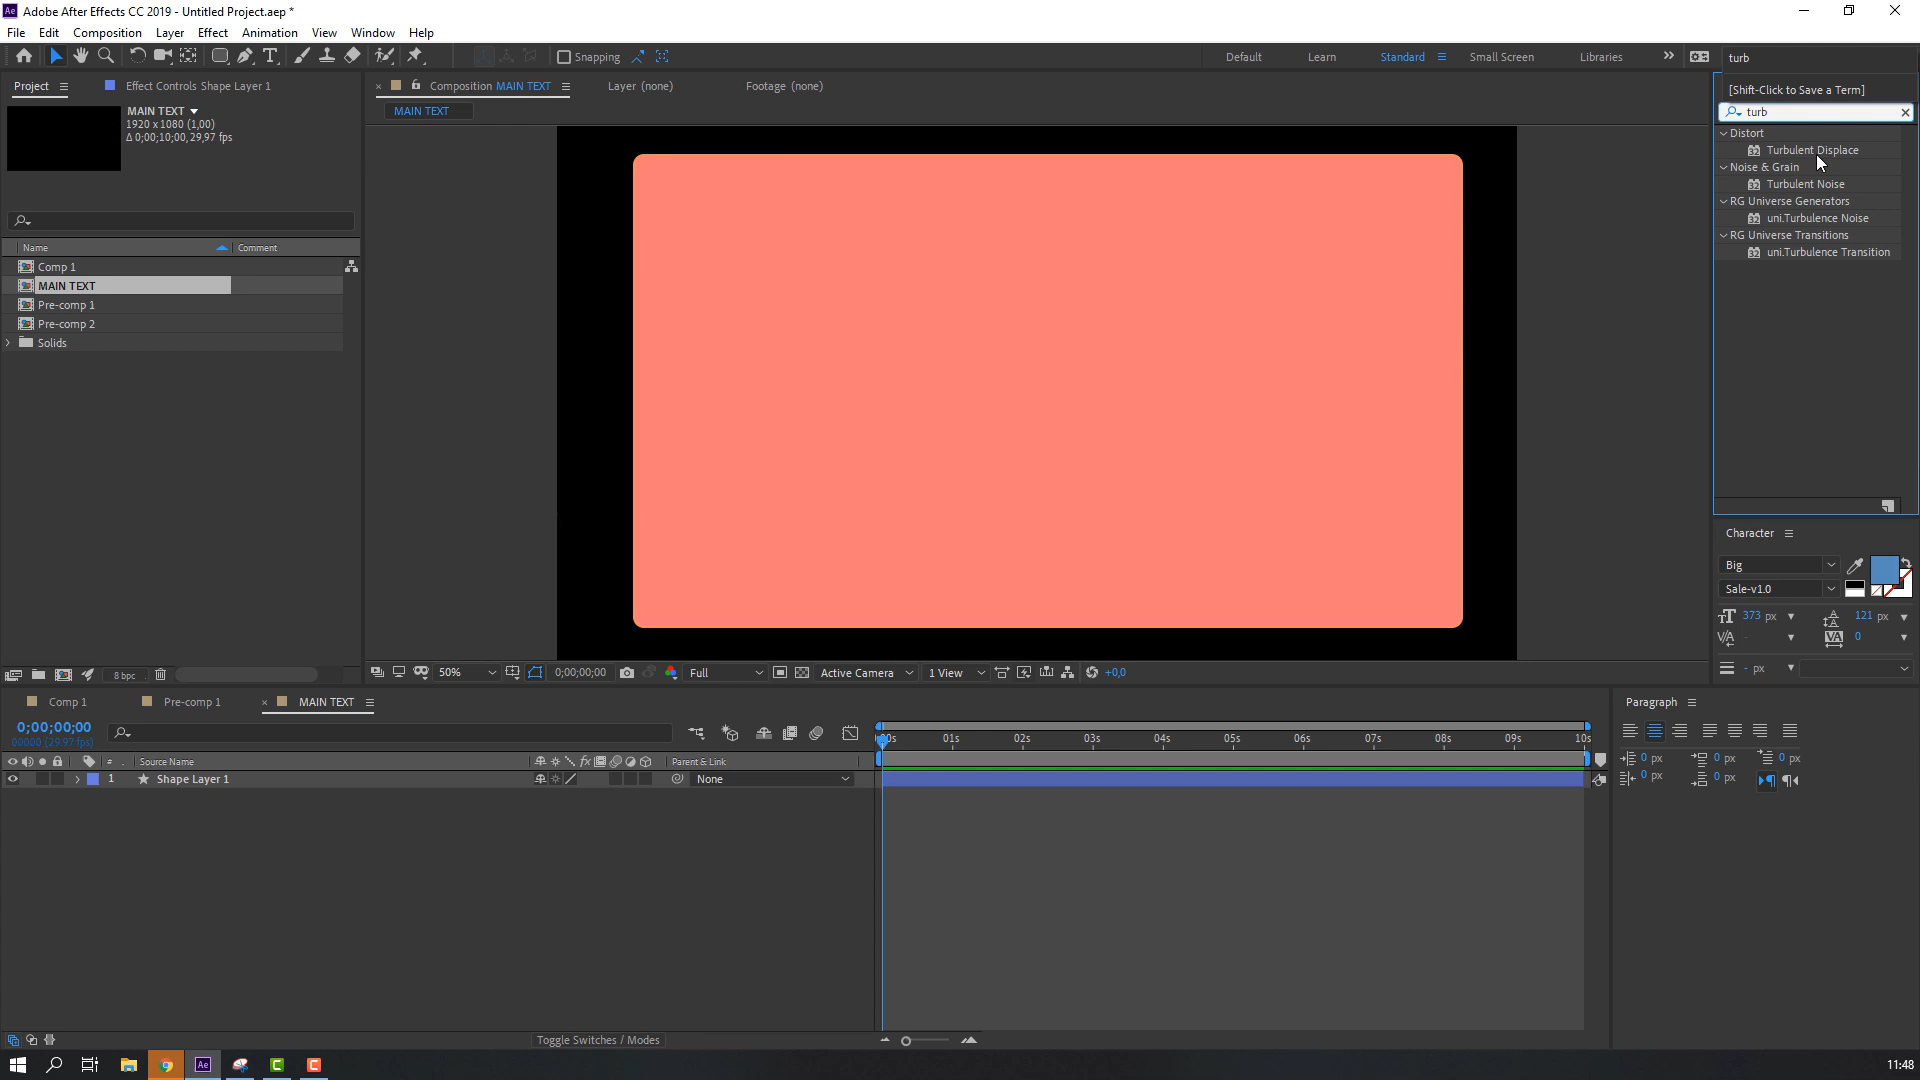 Adobe After Effects CC 2019 - Untitled Project.aep *
File Edit Composition Layer Effect Animation View Window Help
Snapping Default Learn Standard Small Screen Libraries turb
[Shift-Click to Save a Term]
Project Effect Controls Shape Layer 1
Composition MAIN TEXT Layer (none) Footage (none)
MAIN TEXT
1920 x 1080 (1,00)
Δ 0;00;10;00, 29,97 fps
MAIN TEXT
turb
Distort
Turbulent Displace
Noise & Grain
Turbulent Noise
RG Universe Generators
uni.Turbulence Noise
RG Universe Transitions
uni.Turbulence Transition
Name Comment
Comp 1
MAIN TEXT
Pre-comp 1
Pre-comp 2
Solids
8 bpc
50% 0;00;00;00 Full Active Camera 1 View +0,0
Character
Big
Sale-v1.0
373 px 121 px
- 0
- px
Comp 1 Pre-comp 1 MAIN TEXT
0;00;00;00
00000 (29.97 fps)
# Source Name Parent & Link
1 Shape Layer 1 None
00s 01s 02s 03s 04s 05s 06s 07s 08s 09s 10s
Paragraph
0 px 0 px 0 px
0 px 0 px
Toggle Switches / Modes
11:48